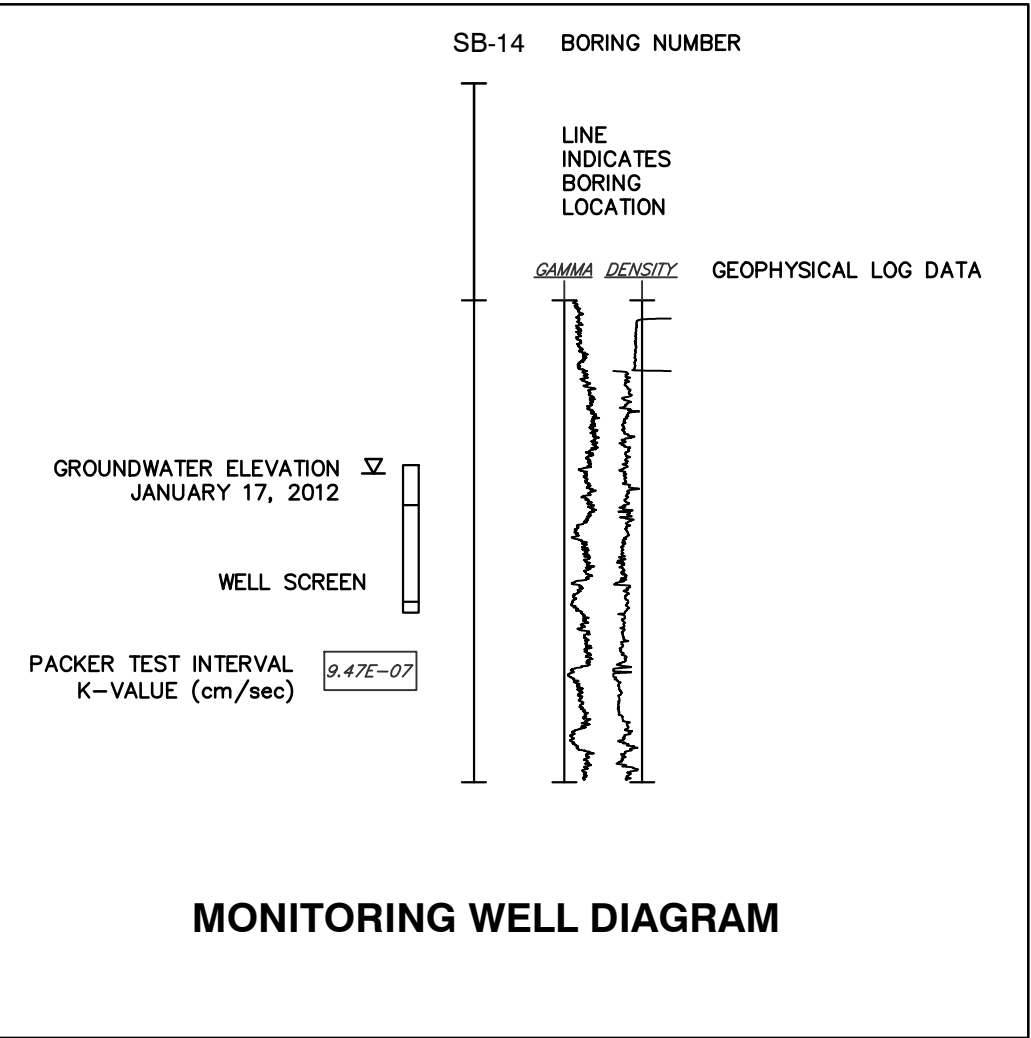 SB-14 BORING NUMBER
LINE
INDICATES
BORING
LOCATION
GAMMA DENSITY GEOPHYSICAL LOG DATA
GROUNDWATER ELEVATION
JANUARY 17, 2012
WELL SCREEN
PACKER TEST INTERVAL
K-VALUE (cm/sec)
9.47E-07
MONITORING WELL DIAGRAM